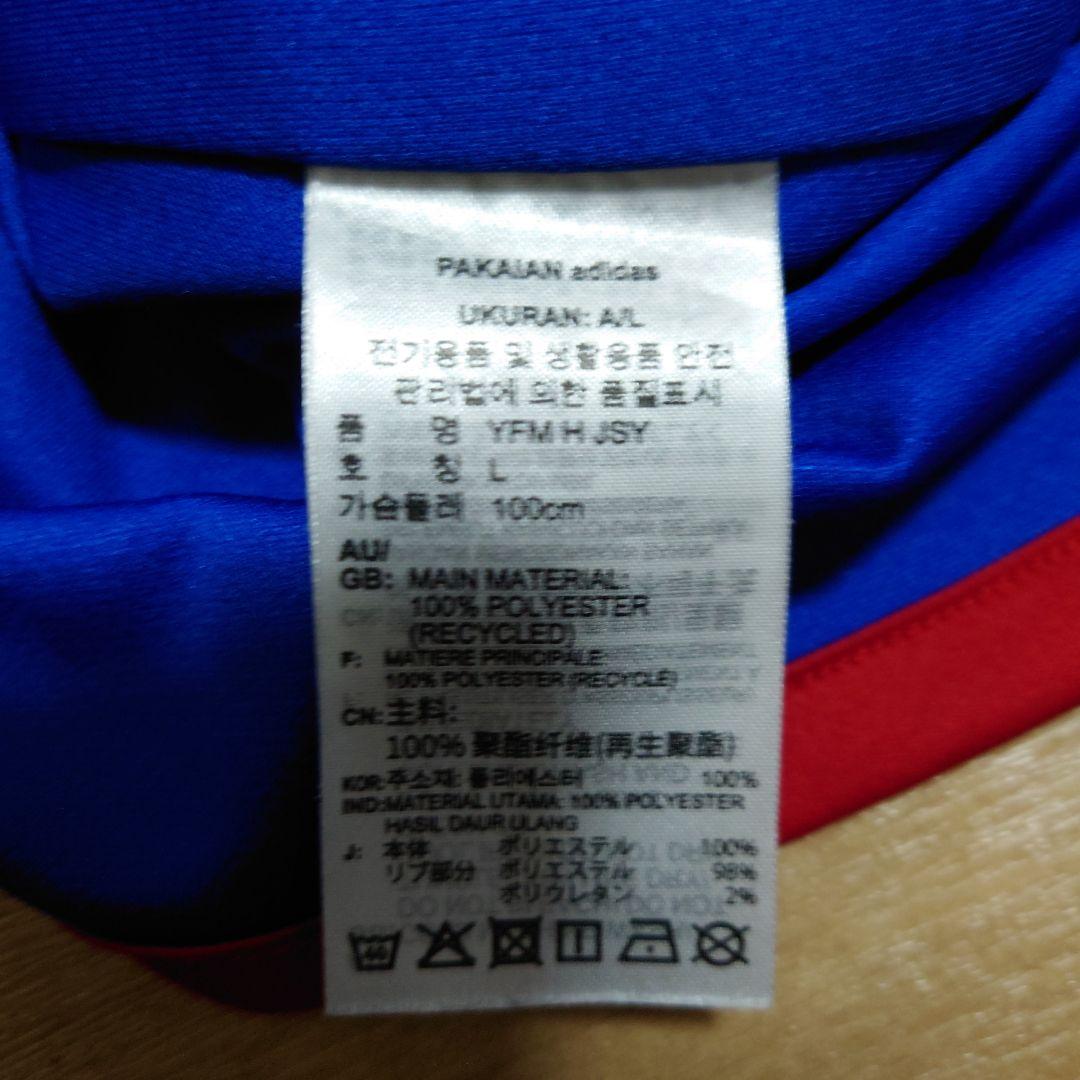 PAKAIAN adidas
UKURAN: A/L
전기용품 및 생활용품 안전
관리법에 의한 품질표시
품 명 YFM H JSY
호 칭 L
가슴둘레 100cm
AU/
GB: MAIN MATERIAL:
100% POLYESTER
(RECYCLED)
F: MATIERE PRINCIPALE:
100% POLYESTER (RECYCLÉ)
CN: 主料:
100% 聚酯纤维(再生聚酯)
KOR: 주소재: 폴리에스터 100%
IND: MATERIAL UTAMA: 100% POLYESTER
HASIL DAUR ULANG
J: 本体 ポリエステル 100%
リブ部分 ポリエステル 98%
ポリウレタン 2%